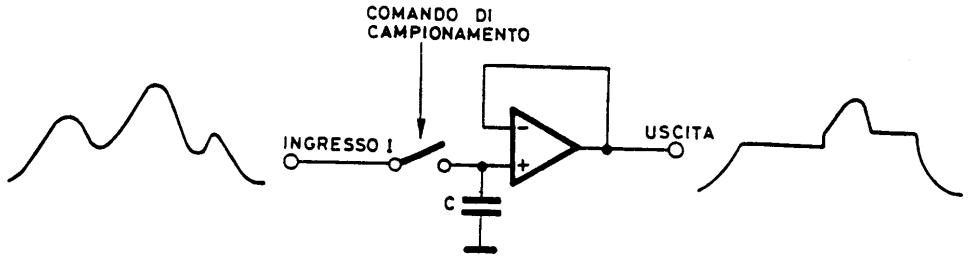 COMANDO DI
CAMPIONAMENTO
INGRESSO I
USCITA
-
+
C